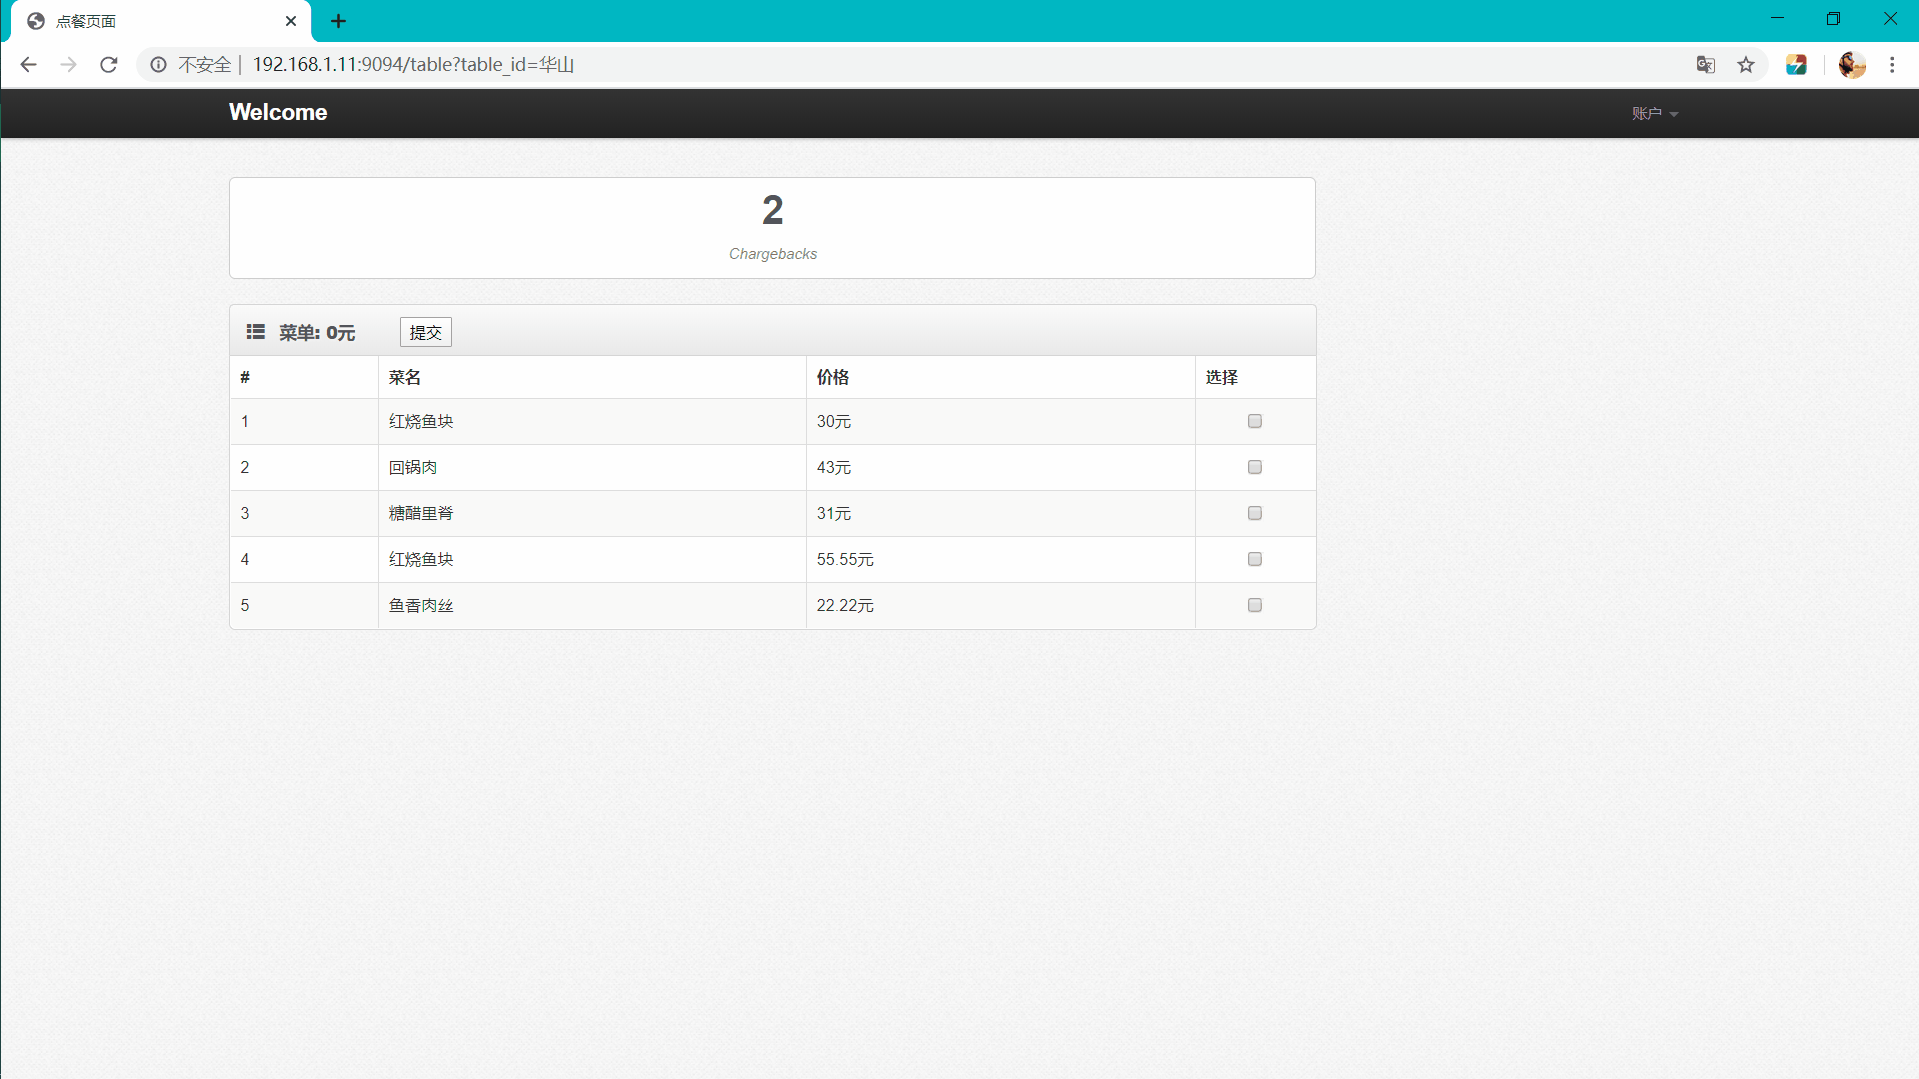 点餐页面
不安全 192.168.1.11:9094/table?table_id=华山
Welcome
账户
2
Chargebacks
菜单: 0元 提交
# 菜名 价格 选择
1 红烧鱼块 30元
2 回锅肉 43元
3 糖醋里脊 31元
4 红烧鱼块 55.55元
5 鱼香肉丝 22.22元